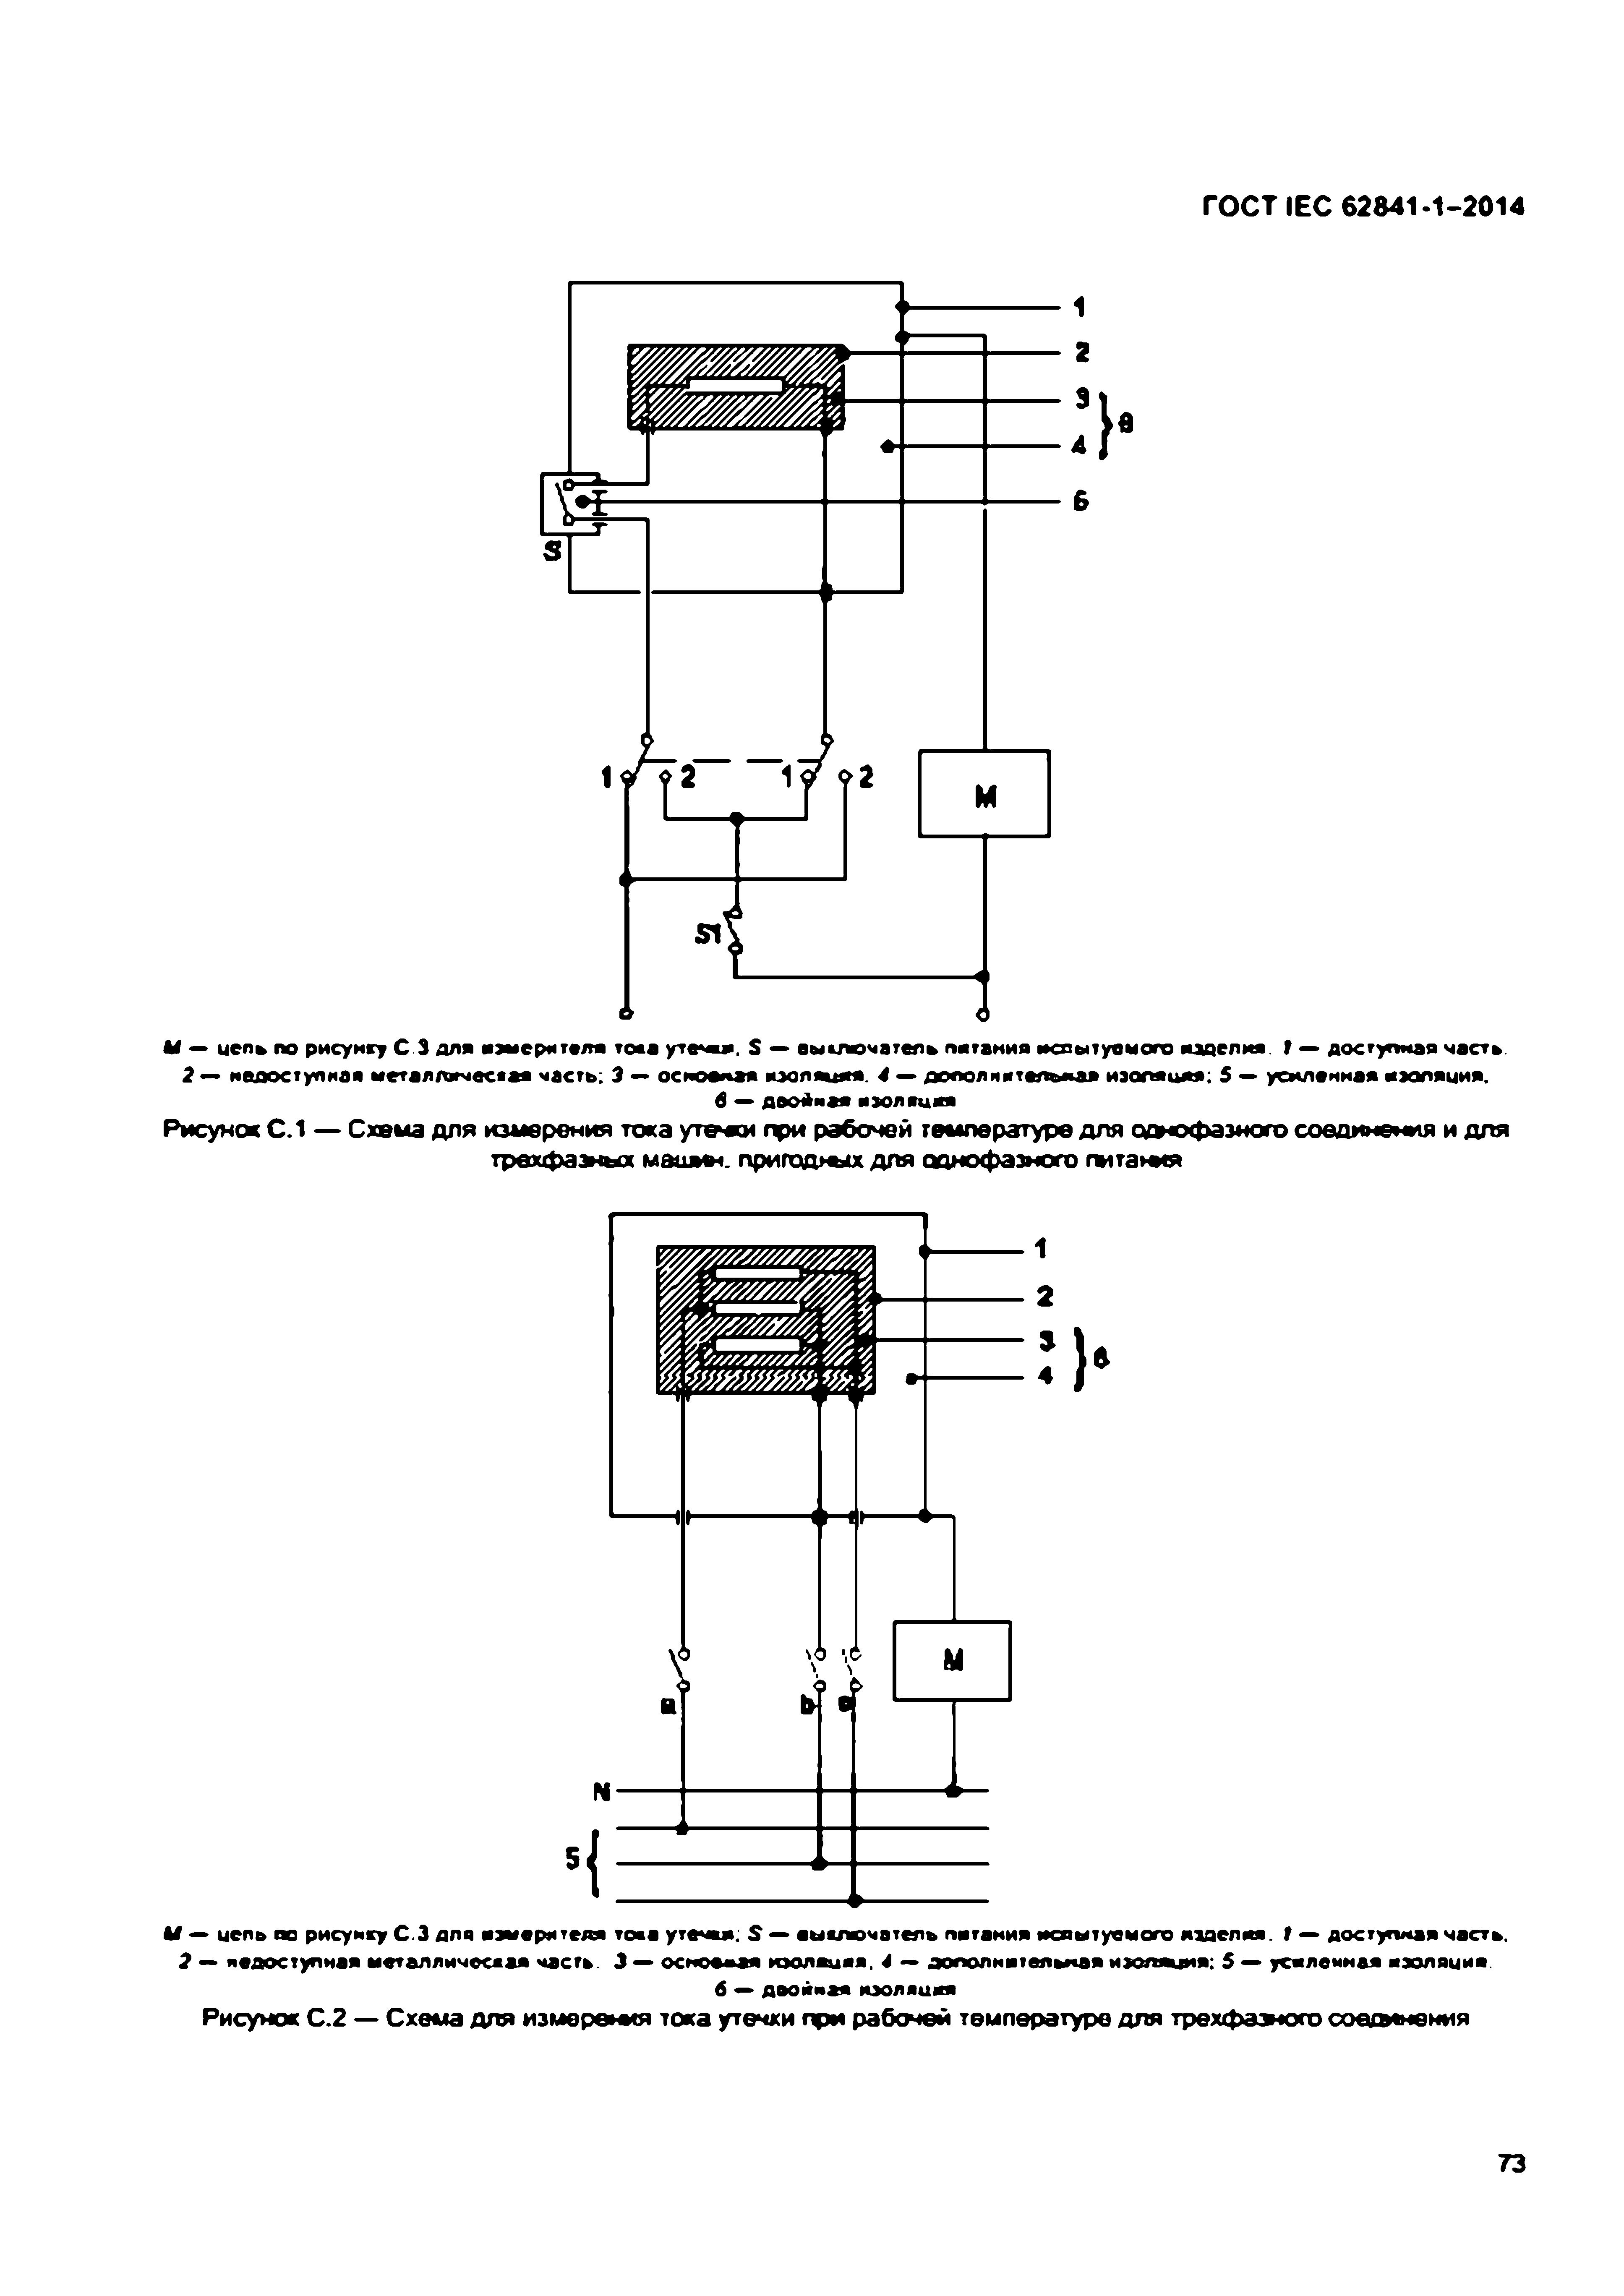 ГОСТ IEC 62841-1-2014
1
2
3
4
6
5
S
1 2 1 2
M
S1
M — цепь по рисунку С.3 для измерителя тока утечки, S — выключатель питания испытуемого изделия. 1 — доступная часть.
2 — недоступная металлическая часть; 3 — основная изоляция. 4 — дополнительная изоляция; 5 — усиленная изоляция.
6 — двойная изоляция
Рисунок С.1 — Схема для измерения тока утечки при рабочей температуре для однофазного соединения и для
трехфазных машин. пригодных для однофазного питания
1
2
3
4
6
M
a b
N
5
M — цепь по рисунку С.3 для измерителя тока утечки; S — выключатель питания испытуемого изделия. 1 — доступная часть,
2 — недоступная металлическая часть. 3 — основная изоляция, 4 — дополнительная изоляция; 5 — усиленная изоляция.
6 — двойная изоляция
Рисунок С.2 — Схема для измерения тока утечки при рабочей температуре для трехфазного соединения
73